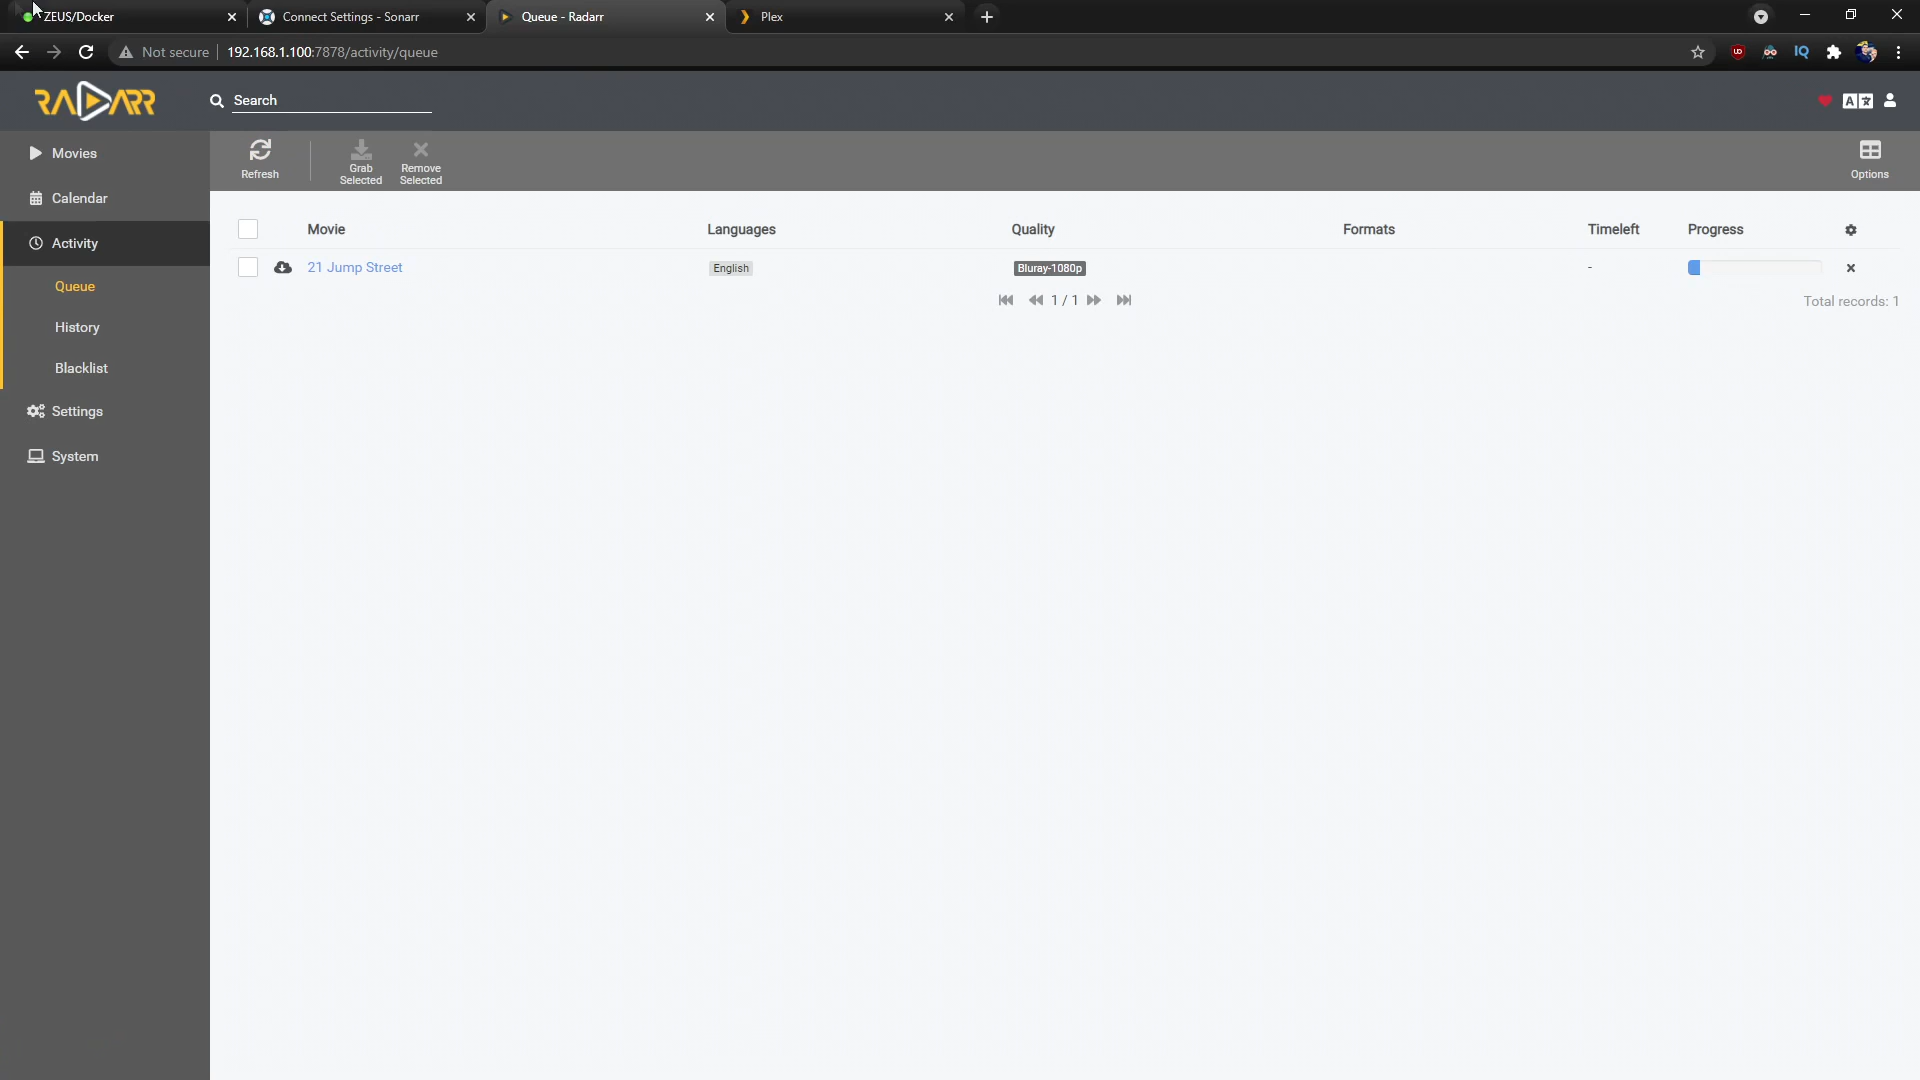 ZEUS/Docker
Connect Settings - Sonarr
Queue - Radarr
Plex
Not secure
192.168.1.100:7878/activity/queue
IQ
RADARR
Search
Movies
Calendar
Activity
Queue
History
Blacklist
Settings
System
Refresh
Grab
Selected
Remove
Selected
Options
Movie Languages Quality Formats Timeleft Progress
21 Jump Street English Bluray-1080p -
1 / 1
Total records: 1